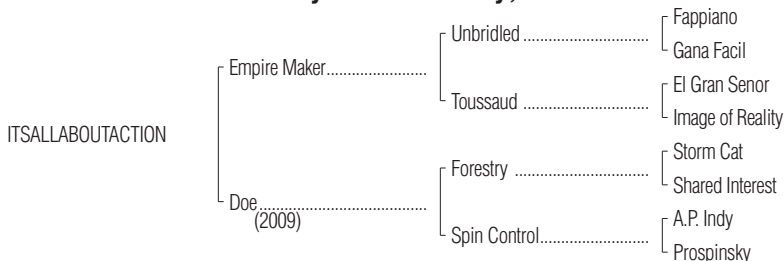 Fappiano
Unbridled
Gana Facil
Empire Maker
El Gran Senor
Toussaud
Image of Reality
ITSALLABOUTACTION
Storm Cat
Forestry
Shared Interest
Doe
(2009)
A.P. Indy
Spin Control
Prospinsky